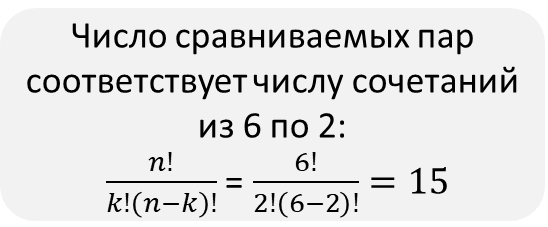 Число сравниваемых пар
соответствует числу сочетаний
из 6 по 2:
n!/k!(n−k)! = 6!/2!(6−2)! = 15